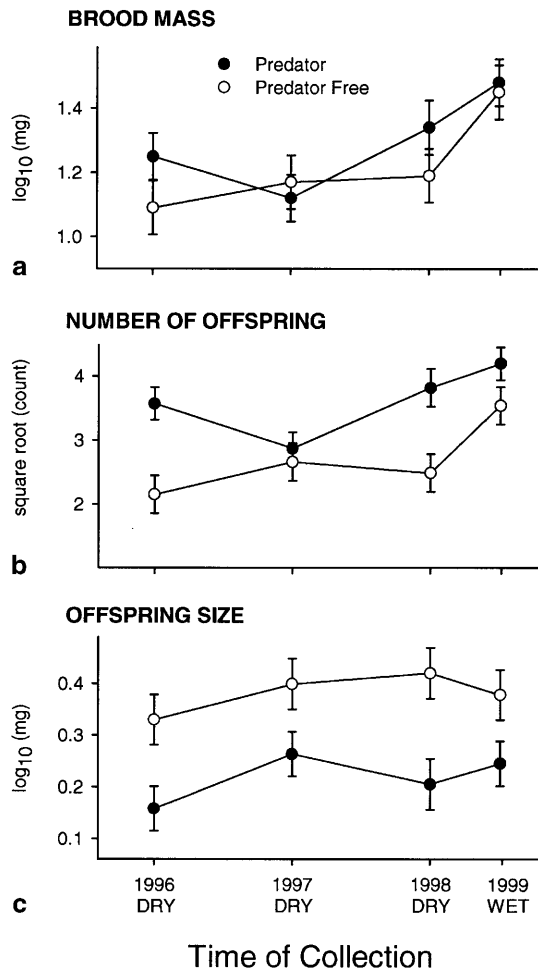 BROOD MASS
Predator
Predator Free
log10 (mg)
1.4
1.2
1.0
a
NUMBER OF OFFSPRING
square root (count)
4
3
2
b
OFFSPRING SIZE
log10 (mg)
0.4
0.3
0.2
0.1
c
1996 1997 1998 1999
DRY DRY DRY WET
Time of Collection